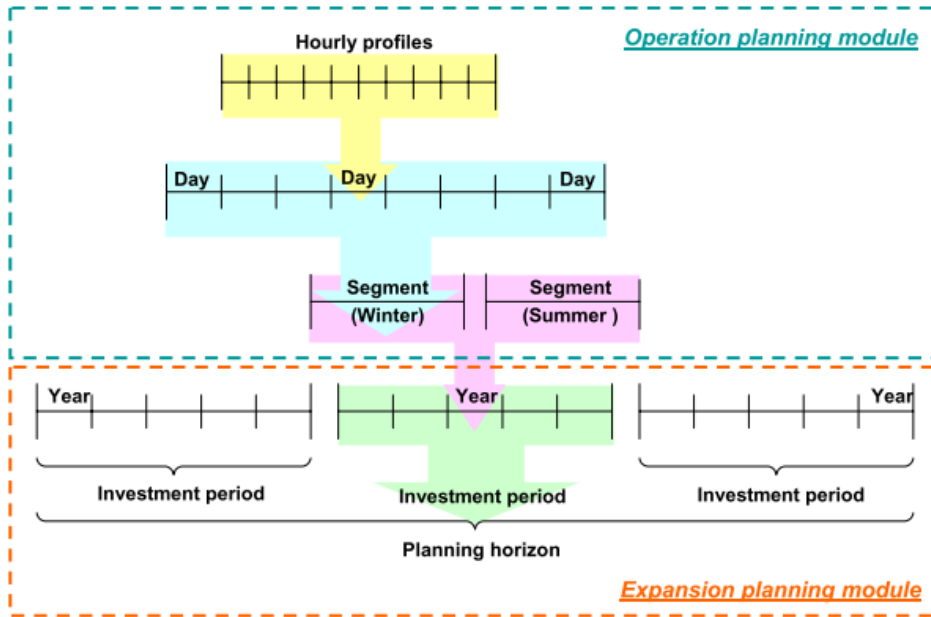 Operation planning module
Hourly profiles
Day Day Day
Segment Segment
(Winter) (Summer )
Year Year Year
Investment period Investment period Investment period
Planning horizon
Expansion planning module